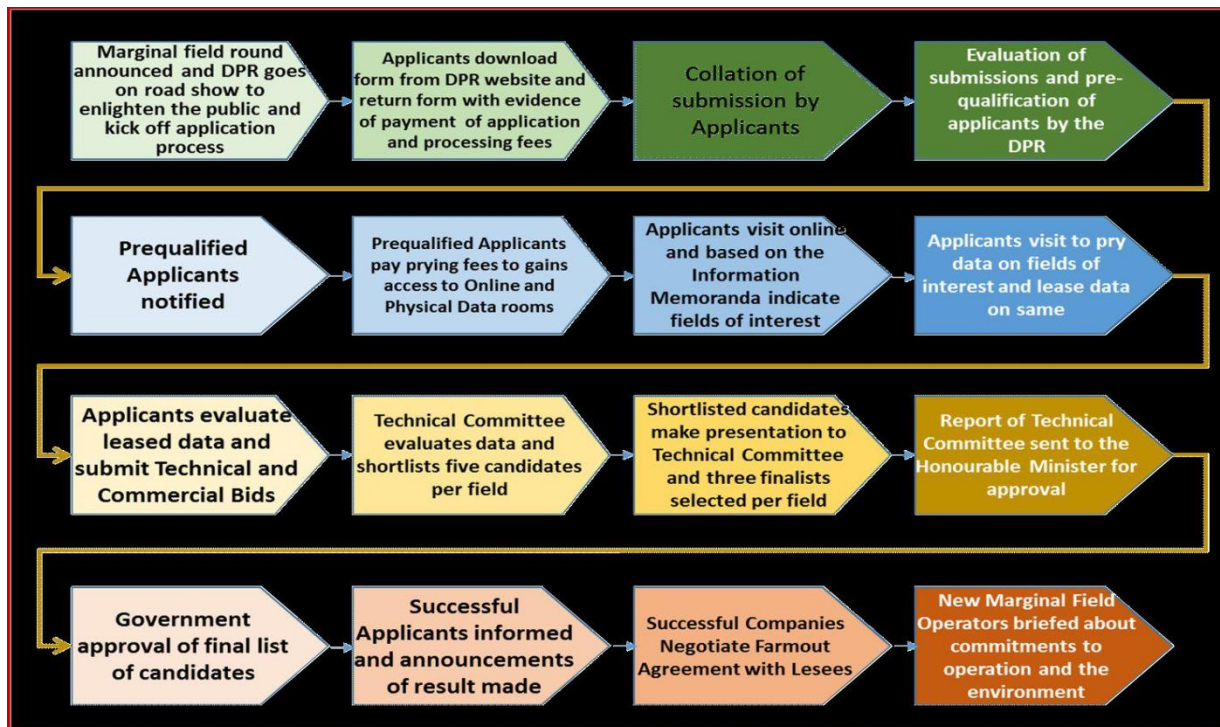 Marginal field round
announced and DPR goes
on road show to
enlighten the public and
kick off application
process
Applicants download
form from DPR website and
return form with evidence
of payment of application
and processing fees
Collation of
submission by
Applicants
Evaluation of
submissions and pre-
qualification of
applicants by the
DPR
Prequalified
Applicants
notified
Prequalified Applicants
pay prying fees to gains
access to Online and
Physical Data rooms
Applicants visit online
and based on the
Information
Memoranda indicate
fields of interest
Applicants visit to pry
data on fields of
interest and lease data
on same
Applicants evaluate
leased data and
submit Technical and
Commercial Bids
Technical Committee
evaluates data and
shortlists five candidates
per field
Shortlisted candidates
make presentation to
Technical Committee
and three finalists
selected per field
Report of Technical
Committee sent to the
Honourable Minister for
approval
Government
approval of final list
of candidates
Successful
Applicants informed
and announcements
of result made
Successful Companies
Negotiate Farmout
Agreement with Lesees
New Marginal Field
Operators briefed about
commitments to
operation and the
environment